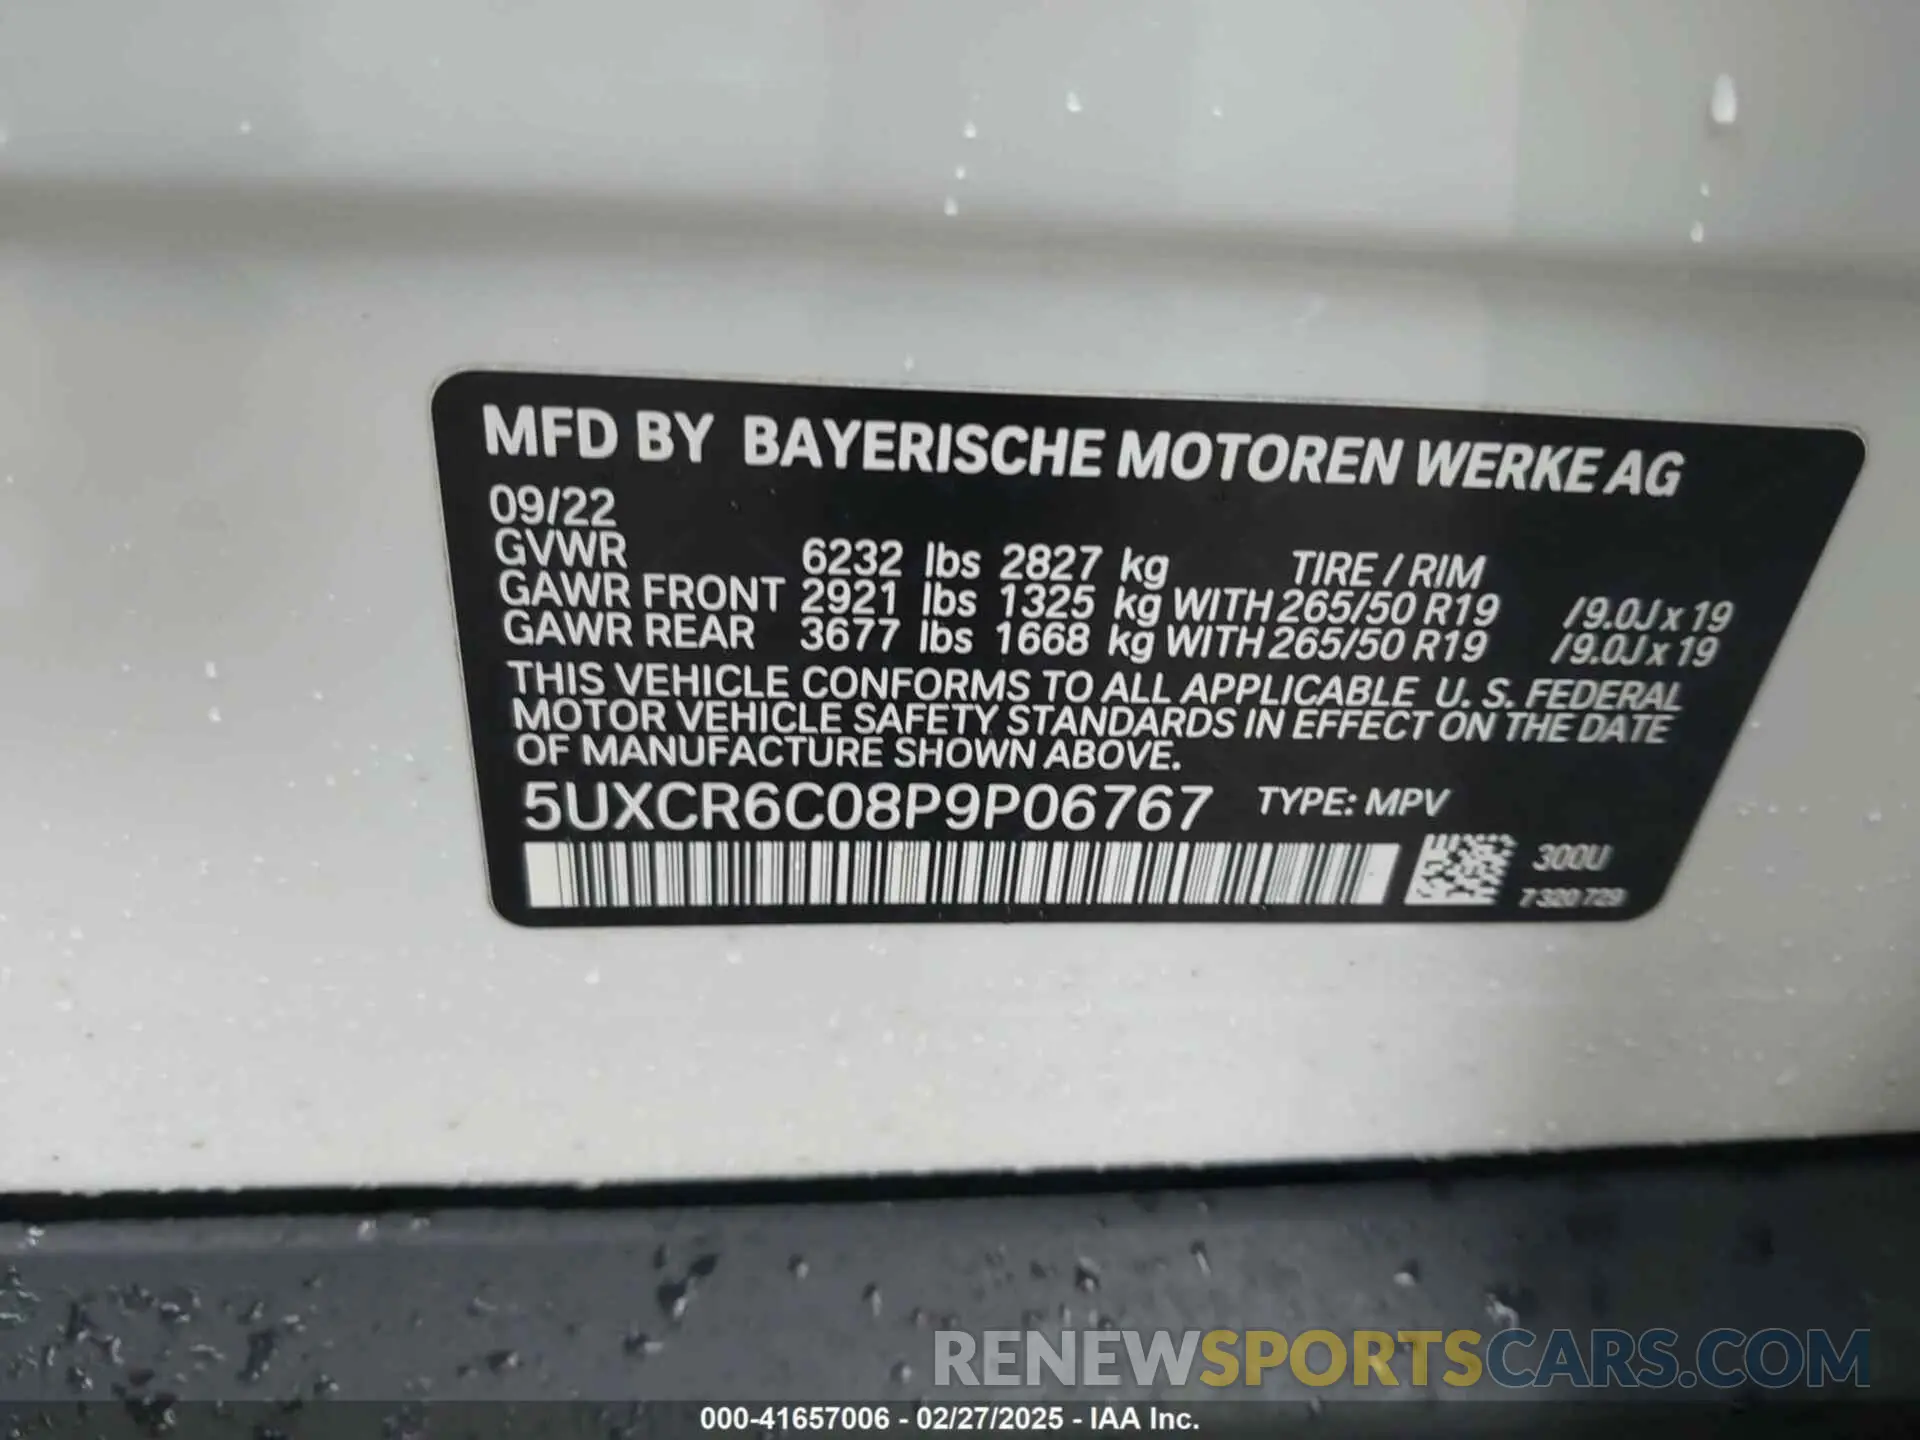 MFD BY BAYERISCHE MOTOREN WERKE AG
09/22
GVWR 6232 lbs 2827 kg TIRE / RIM
GAWR FRONT 2921 lbs 1325 kg WITH 265/50 R19 /9.0J x 19
GAWR REAR 3677 lbs 1668 kg WITH 265/50 R19 /9.0J x 19
THIS VEHICLE CONFORMS TO ALL APPLICABLE U. S. FEDERAL
MOTOR VEHICLE SAFETY STANDARDS IN EFFECT ON THE DATE
OF MANUFACTURE SHOWN ABOVE.
5UXCR6C08P9P06767 TYPE: MPV
300U
7 320 729
RENEWSPORTSCARS.COM
000-41657006 - 02/27/2025 - IAA Inc.